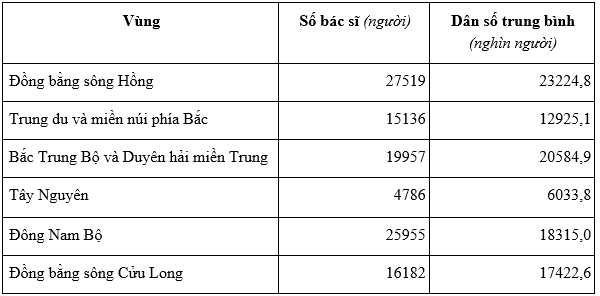 Vùng Số bác sĩ (người) Dân số trung bình
(nghìn người)
Đồng bằng sông Hồng 27519 23224,8
Trung du và miền núi phía Bắc 15136 12925,1
Bắc Trung Bộ và Duyên hải miền Trung 19957 20584,9
Tây Nguyên 4786 6033,8
Đông Nam Bộ 25955 18315,0
Đồng bằng sông Cửu Long 16182 17422,6